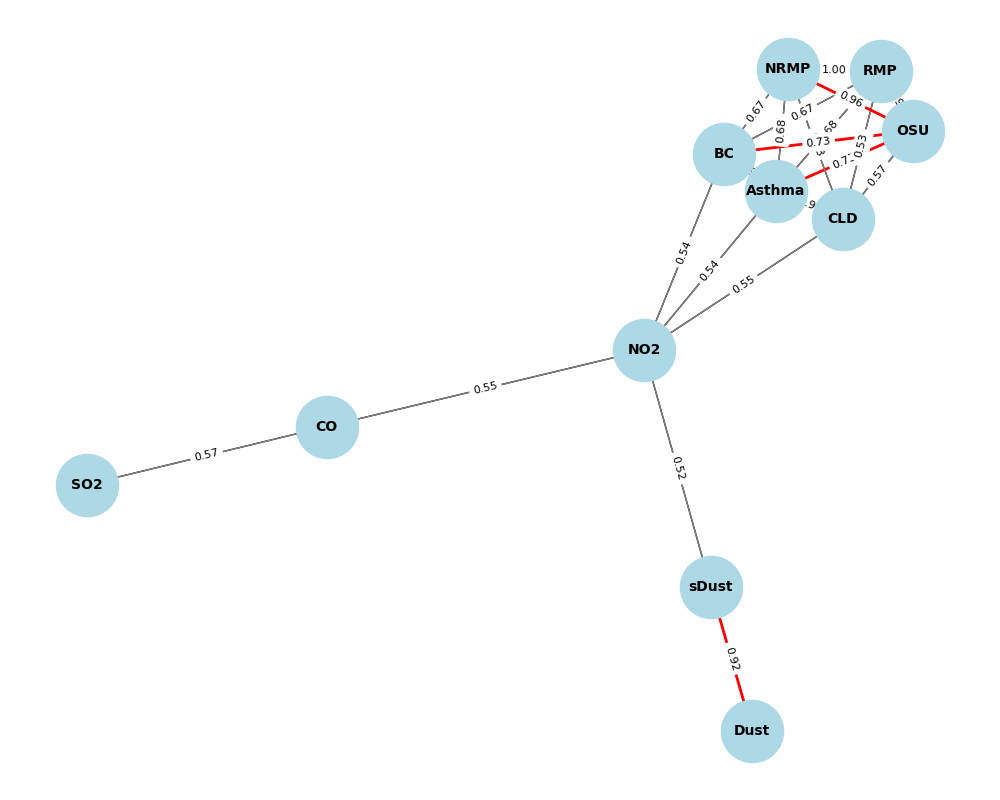 NRMP
1.00
RMP
0.96
0.67
0.67
OSU
0.68
0.73
0.53
BC
0.57
Asthma
CLD
0.54
0.54
0.55
NO2
0.55
CO
0.57
SO2
0.52
sDust
0.92
Dust